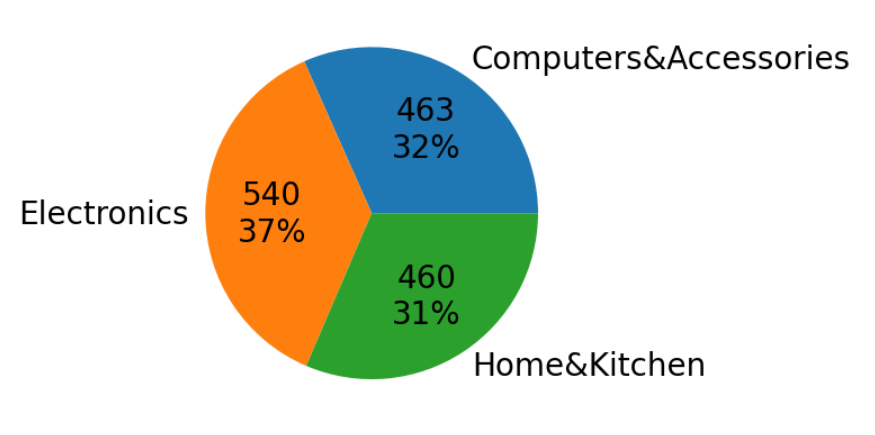 Computers&Accessories
463
32%
Electronics
540
37%
460
31%
Home&Kitchen